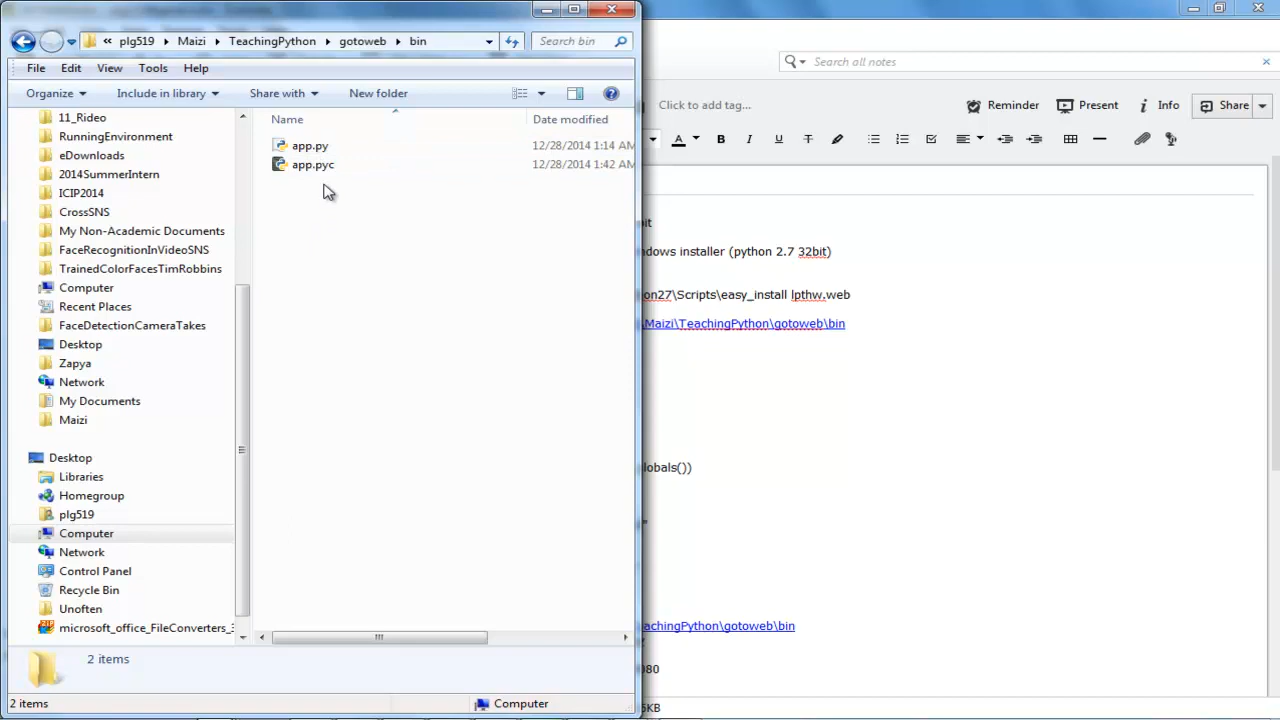 « plg519 Maizi TeachingPython gotoweb bin Search bin
Search all notes
File Edit View Tools Help
Organize Include in library Share with New folder
Click to add tag... Reminder Present Info Share
Name Date modified
11_Rideo
RunningEnvironment
eDownloads
2014SummerIntern
ICIP2014
CrossSNS
My Non-Academic Documents
FaceRecognitionInVideoSNS
TrainedColorFacesTimRobbins
Computer
Recent Places
FaceDetectionCameraTakes
Desktop
Zapya
Network
My Documents
Maizi
Desktop
Libraries
Homegroup
plg519
Computer
Network
Control Panel
Recycle Bin
Unoften
microsoft_office_FileConverters_3
app.py 12/28/2014 1:14 AM
app.pyc 12/28/2014 1:42 AM
2 items
2 items Computer
A B I U T
it
ndows installer (python 2.7 32bit)
on27\Scripts\easy_install lpthw.web
\Maizi\TeachingPython\gotoweb\bin
lobals())
"
achingPython\gotoweb\bin
080
5KB